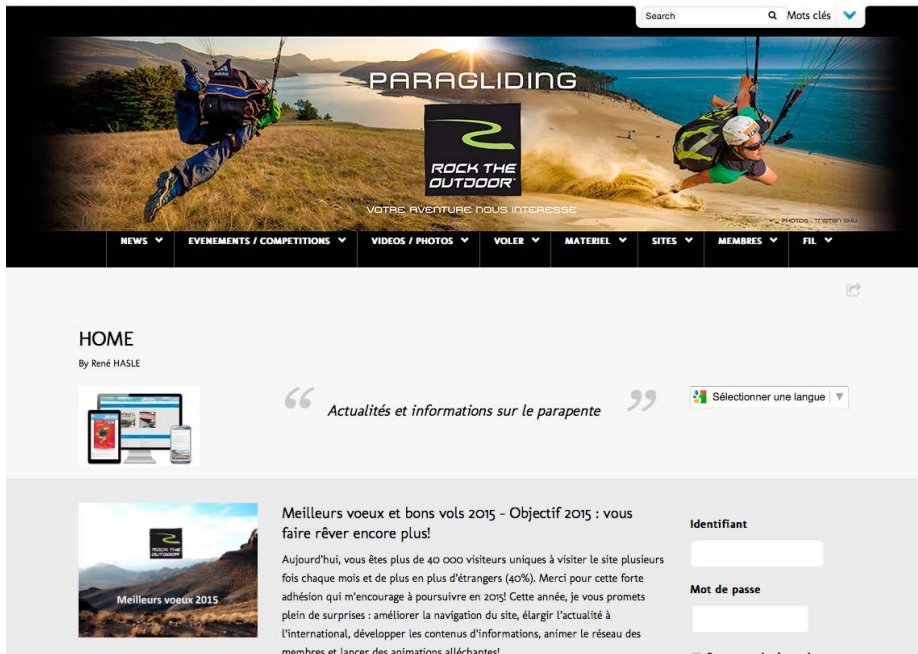 Search
Mots clés
PARAGLIDING
ROCK THE
OUTDOOR
VOTRE AVENTURE NOUS INTERESSE
PHOTOS : TRISTAN SHU
NEWS
EVENEMENTS / COMPETITIONS
VIDEOS / PHOTOS
VOLER
MATERIEL
SITES
MEMBRES
FIL
HOME
By René HASLE
“ Actualités et informations sur le parapente ”
Sélectionner une langue
ROCK THE
OUTDOOR
Meilleurs voeux 2015
Meilleurs voeux et bons vols 2015 - Objectif 2015 : vous
faire rêver encore plus!
Aujourd'hui, vous êtes plus de 40 000 visiteurs uniques à visiter le site plusieurs
fois chaque mois et de plus en plus d'étrangers (40%). Merci pour cette forte
adhésion qui m'encourage à poursuivre en 2015! Cette année, je vous promets
plein de surprises : améliorer la navigation du site, élargir l'actualité à
l'international, développer les contenus d'informations, animer le réseau des
membres et lancer des animations alléchantes!
Identifiant
Mot de passe